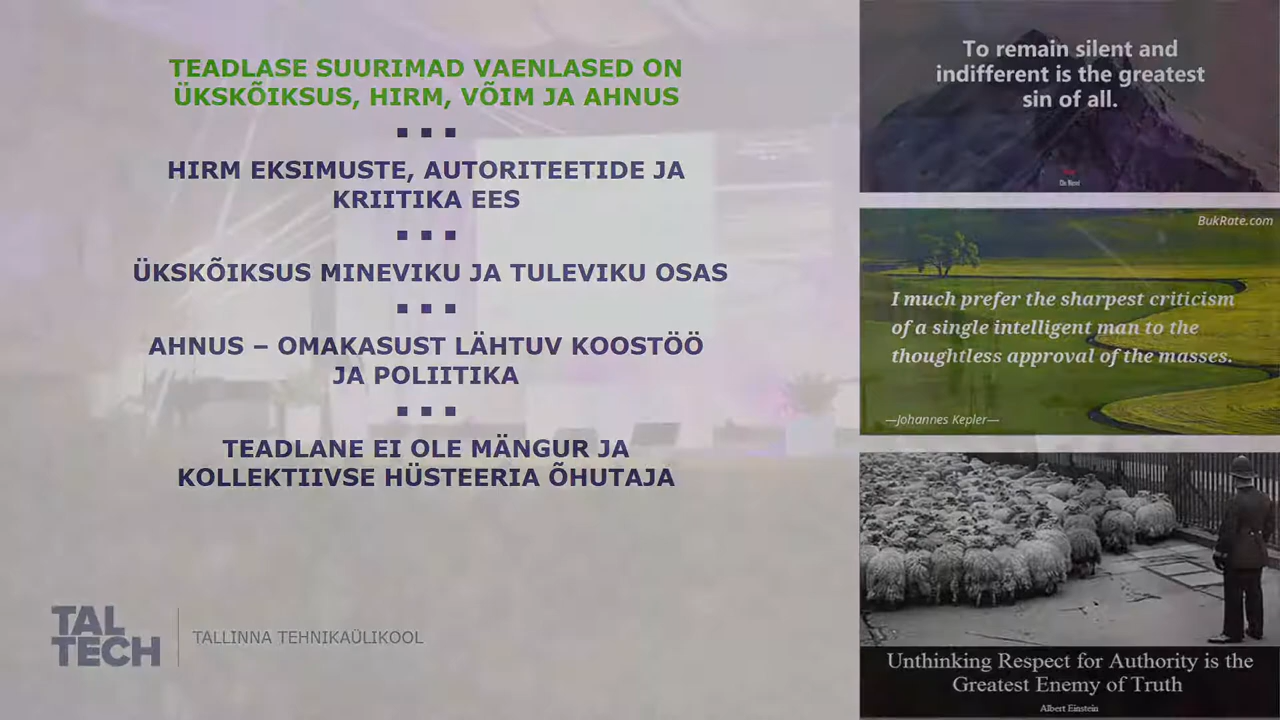 TEADLASE SUURIMAD VAENLASED ON
ÜKSKÕIKSUS, HIRM, VÕIM JA AHNUS
HIRM EKSIMUSTE, AUTORITEETIDE JA
KRIITIKA EES
ÜKSKÕIKSUS MINEVIKU JA TULEVIKU OSAS
AHNUS – OMAKASUST LÄHTUV KOOSTÖÖ
JA POLIITIKA
TEADLANE EI OLE MÄNGUR JA
KOLLEKTIIVSE HÜSTEERIA ÕHUTAJA
TAL
TECH
TALLINNA TEHNIKAÜLIKOOL
To remain silent and
indifferent is the greatest
sin of all.
BukRate.com
I much prefer the sharpest criticism
of a single intelligent man to the
thoughtless approval of the masses.
—Johannes Kepler—
Unthinking Respect for Authority is the
Greatest Enemy of Truth
Albert Einstein